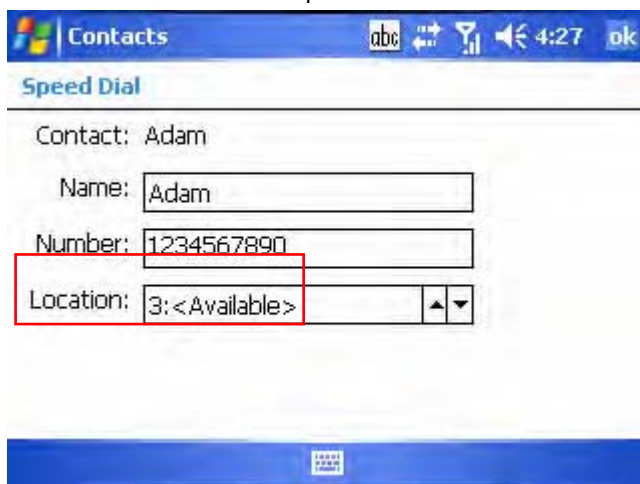 Contacts abc 4:27 ok
Speed Dial
Contact: Adam
Name: Adam
Number: 1234567890
Location: 3:<Available>